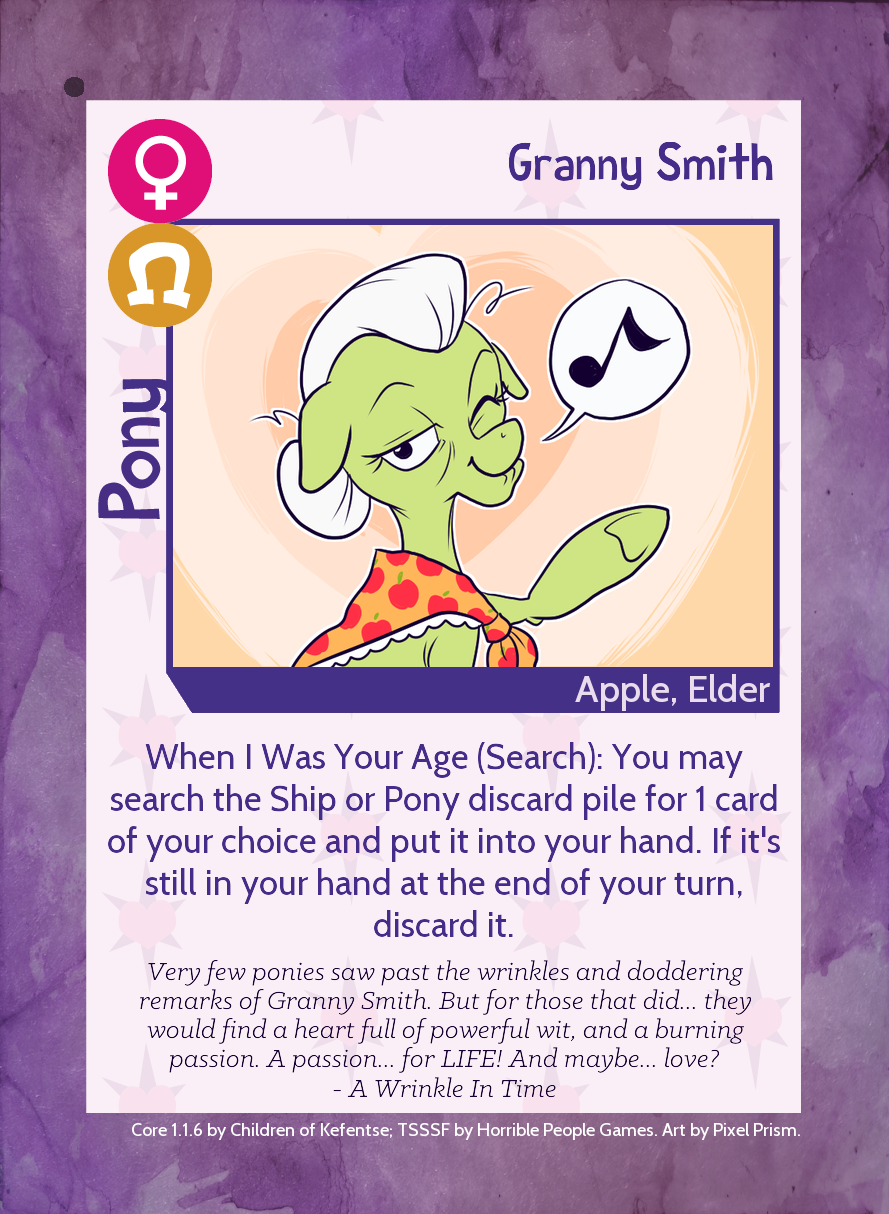 Granny Smith
Pony
Apple, Elder
When I Was Your Age (Search): You may
search the Ship or Pony discard pile for 1 card
of your choice and put it into your hand. If it's
still in your hand at the end of your turn,
discard it.
Very few ponies saw past the wrinkles and doddering
remarks of Granny Smith. But for those that did... they
would find a heart full of powerful wit, and a burning
passion. A passion... for LIFE! And maybe... love?
- A Wrinkle In Time
Core 1.1.6 by Children of Kefentse; TSSSF by Horrible People Games. Art by Pixel Prism.